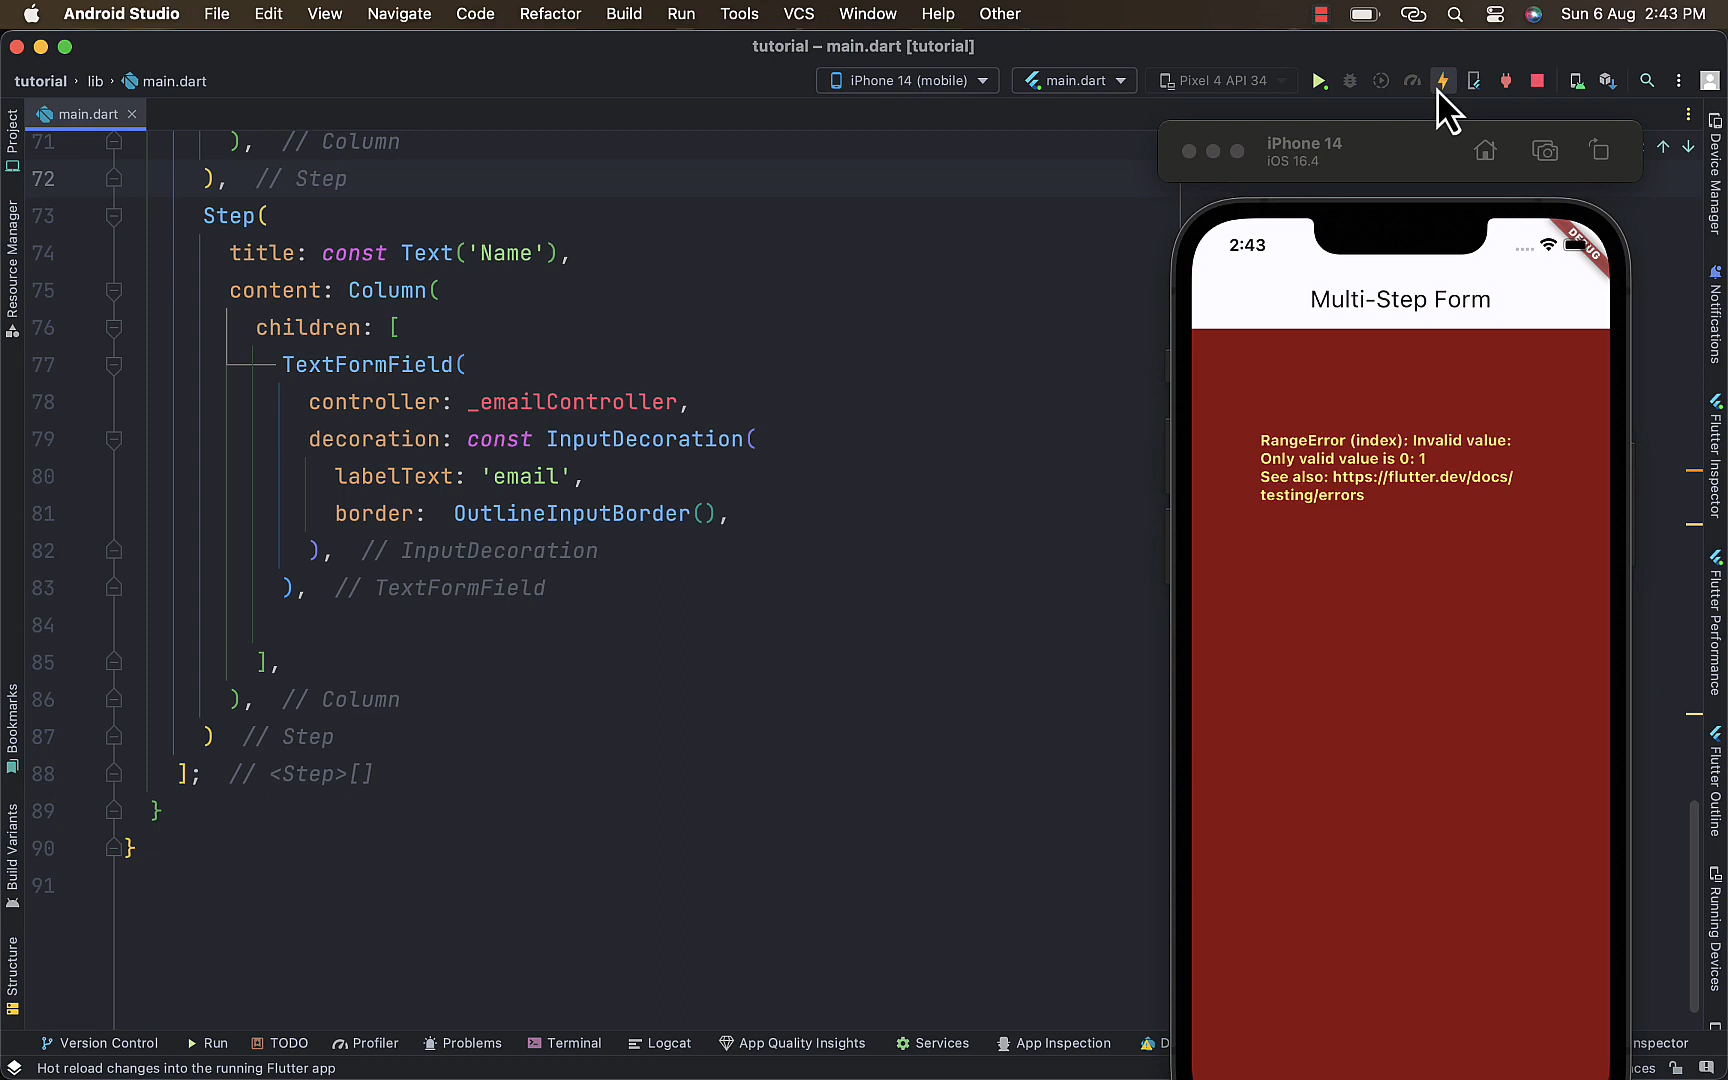 Android Studio File Edit View Navigate Code Refactor Build Run Tools VCS Window Help Other Sun 6 Aug 2:43 PM
tutorial – main.dart [tutorial]
tutorial › lib › main.dart
iPhone 14 (mobile) main.dart Pixel 4 API 34
main.dart
Project
Resource Manager
Bookmarks
Build Variants
Structure
71 ), // Column
72 ), // Step
73 Step(
74 title: const Text('Name'),
75 content: Column(
76 children: [
77 TextFormField(
78 controller: _emailController,
79 decoration: const InputDecoration(
80 labelText: 'email',
81 border: OutlineInputBorder(),
82 ), // InputDecoration
83 ), // TextFormField
84
85 ],
86 ), // Column
87 ) // Step
88 ]; // <Step>[]
89 }
90 }
91
iPhone 14
iOS 16.4
2:43
DEBUG
Multi-Step Form
RangeError (index): Invalid value:
Only valid value is 0: 1
See also: https://flutter.dev/docs/
testing/errors
Device Manager
Notifications
Flutter Inspector
Flutter Performance
Flutter Outline
Running Devices
Version Control Run TODO Profiler Problems Terminal Logcat App Quality Insights Services App Inspection D nspector
Hot reload changes into the running Flutter app ces